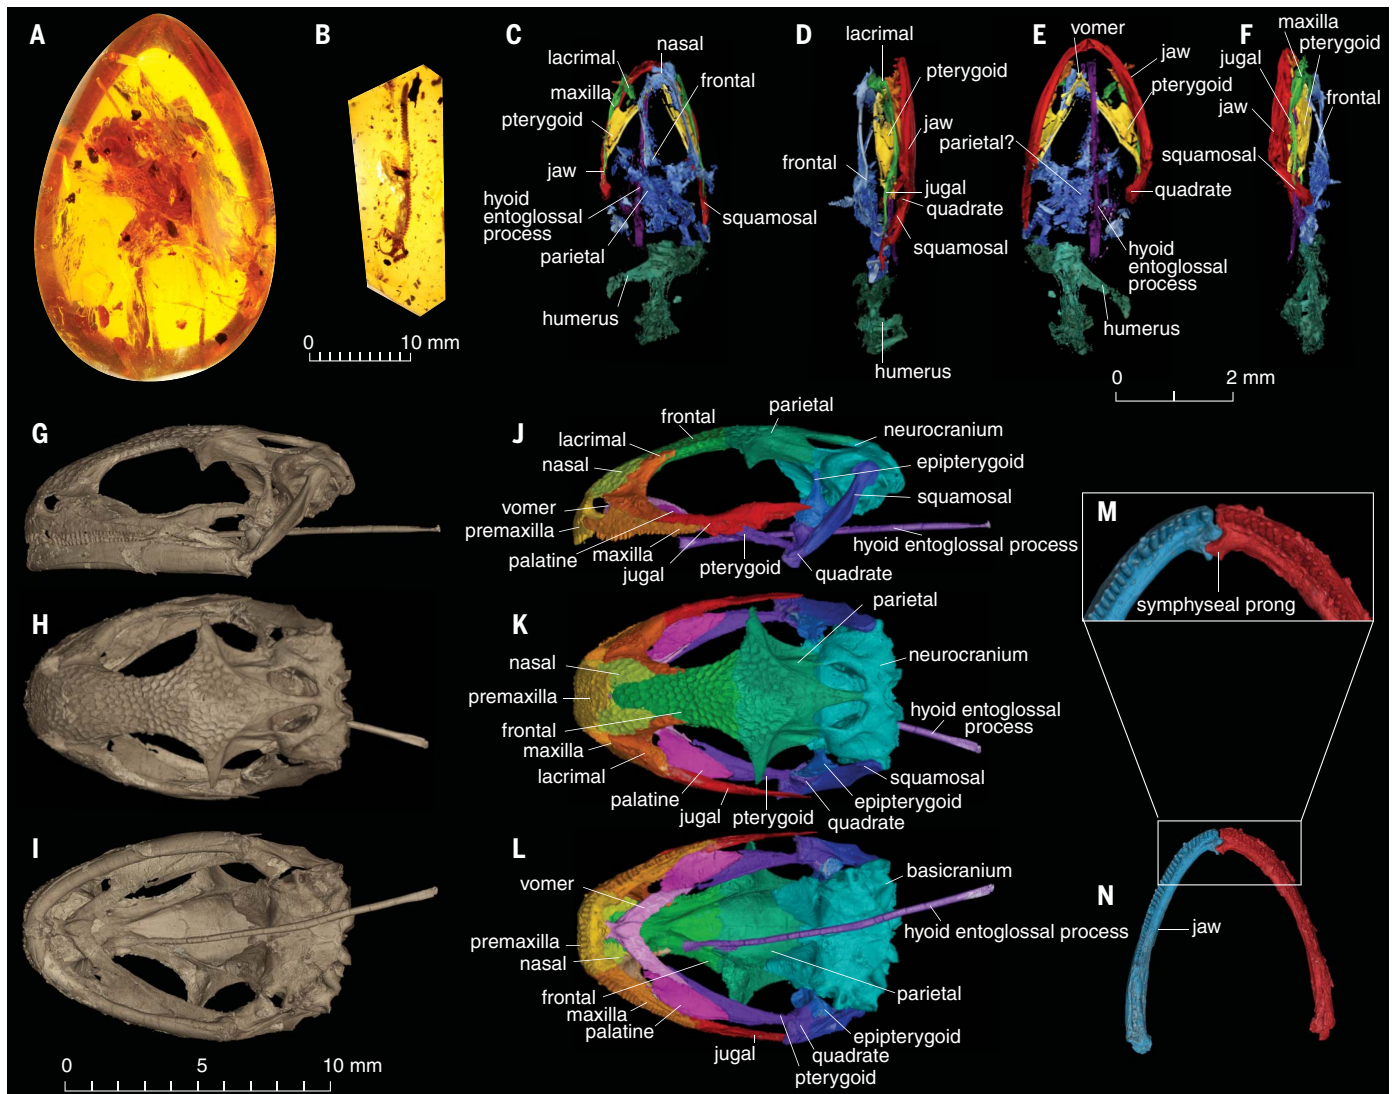 A
B
0 10 mm
C
nasal
lacrimal
frontal
maxilla
pterygoid
jaw
hyoid
entoglossal
process
squamosal
parietal
humerus
D
lacrimal
pterygoid
jaw
frontal
jugal
quadrate
squamosal
humerus
E
vomer
jaw
pterygoid
parietal?
quadrate
hyoid
entoglossal
process
humerus
F
maxilla
pterygoid
jugal
frontal
jaw
squamosal
0 2 mm
G
H
I
0 5 10 mm
J
parietal
frontal
lacrimal
neurocranium
nasal
epipterygoid
squamosal
vomer
premaxilla
hyoid entoglossal process
palatine
maxilla
jugal
pterygoid
quadrate
K
parietal
nasal
neurocranium
premaxilla
hyoid entoglossal
process
frontal
maxilla
lacrimal
squamosal
palatine
epipterygoid
jugal
pterygoid
quadrate
L
basicranium
vomer
hyoid entoglossal process
premaxilla
nasal
parietal
frontal
maxilla
palatine
epipterygoid
jugal
quadrate
pterygoid
M
symphyseal prong
N
jaw